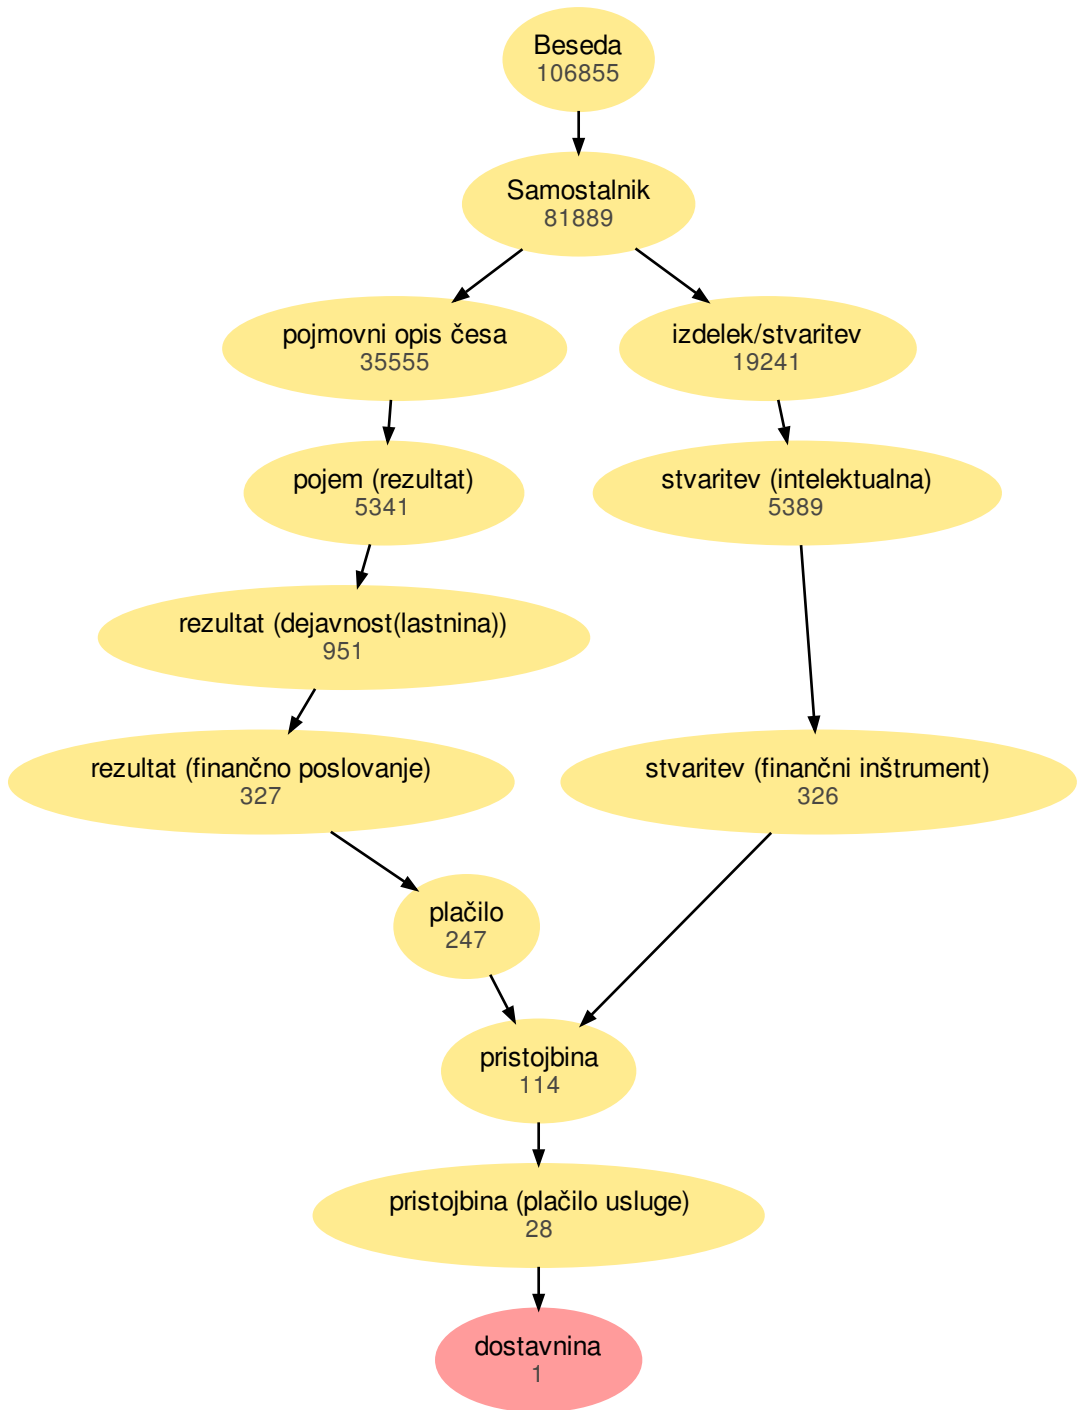 Beseda
106855
Samostalnik
81889
pojmovni opis česa
35555
izdelek/stvaritev
19241
pojem (rezultat)
5341
stvaritev (intelektualna)
5389
rezultat (dejavnost(lastnina))
951
rezultat (finančno poslovanje)
327
stvaritev (finančni inštrument)
326
plačilo
247
pristojbina
114
pristojbina (plačilo usluge)
28
dostavnina
1